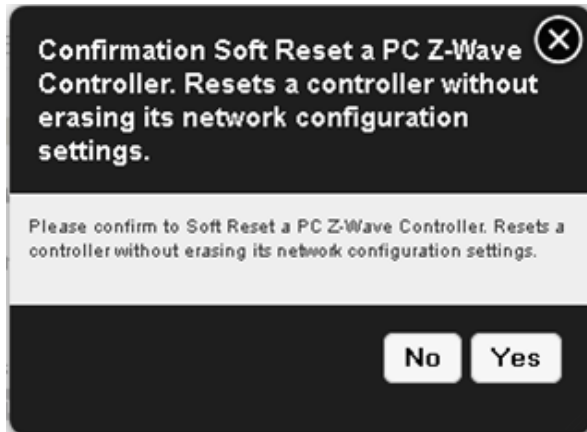 Confirmation Soft Reset a PC Z-Wave
Controller. Resets a controller without
erasing its network configuration
settings.
Please confirm to Soft Reset a PC Z-Wave Controller. Resets a
controller without erasing its network configuration settings.
No Yes